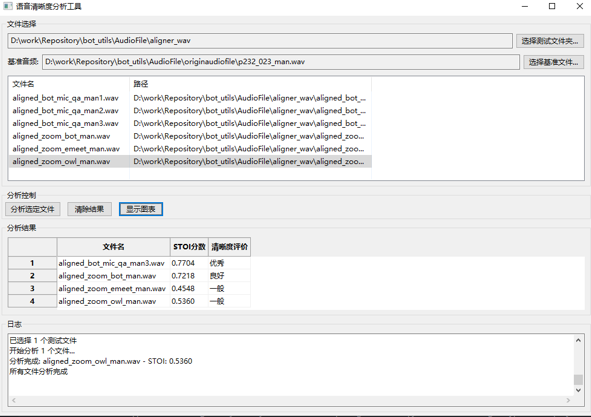 语音清晰度分析工具
文件选择
D:\work\Repository\bot_utils\AudioFile\aligner_wav 选择测试文件夹...
基准音频: D:\work\Repository\bot_utils\AudioFile\originaudiofile\p232_023_man.wav 选择基准文件...
文件名 路径
aligned_bot_mic_qa_man1.wav D:\work\Repository\bot_utils\AudioFile\aligner_wav\aligned_bot_...
aligned_bot_mic_qa_man2.wav D:\work\Repository\bot_utils\AudioFile\aligner_wav\aligned_bot_...
aligned_bot_mic_qa_man3.wav D:\work\Repository\bot_utils\AudioFile\aligner_wav\aligned_bot_...
aligned_zoom_bot_man.wav D:\work\Repository\bot_utils\AudioFile\aligner_wav\aligned_zoo...
aligned_zoom_emeet_man.wav D:\work\Repository\bot_utils\AudioFile\aligner_wav\aligned_zoo...
aligned_zoom_owl_man.wav D:\work\Repository\bot_utils\AudioFile\aligner_wav\aligned_zoo...
分析控制
分析选定文件 清除结果 显示图表
分析结果
文件名 STOI分数 清晰度评价
1 aligned_bot_mic_qa_man3.wav 0.7704 优秀
2 aligned_zoom_bot_man.wav 0.7218 良好
3 aligned_zoom_emeet_man.wav 0.4548 一般
4 aligned_zoom_owl_man.wav 0.5360 一般
日志
已选择 1 个测试文件
开始分析 1 个文件...
分析完成: aligned_zoom_owl_man.wav - STOI: 0.5360
所有文件分析完成